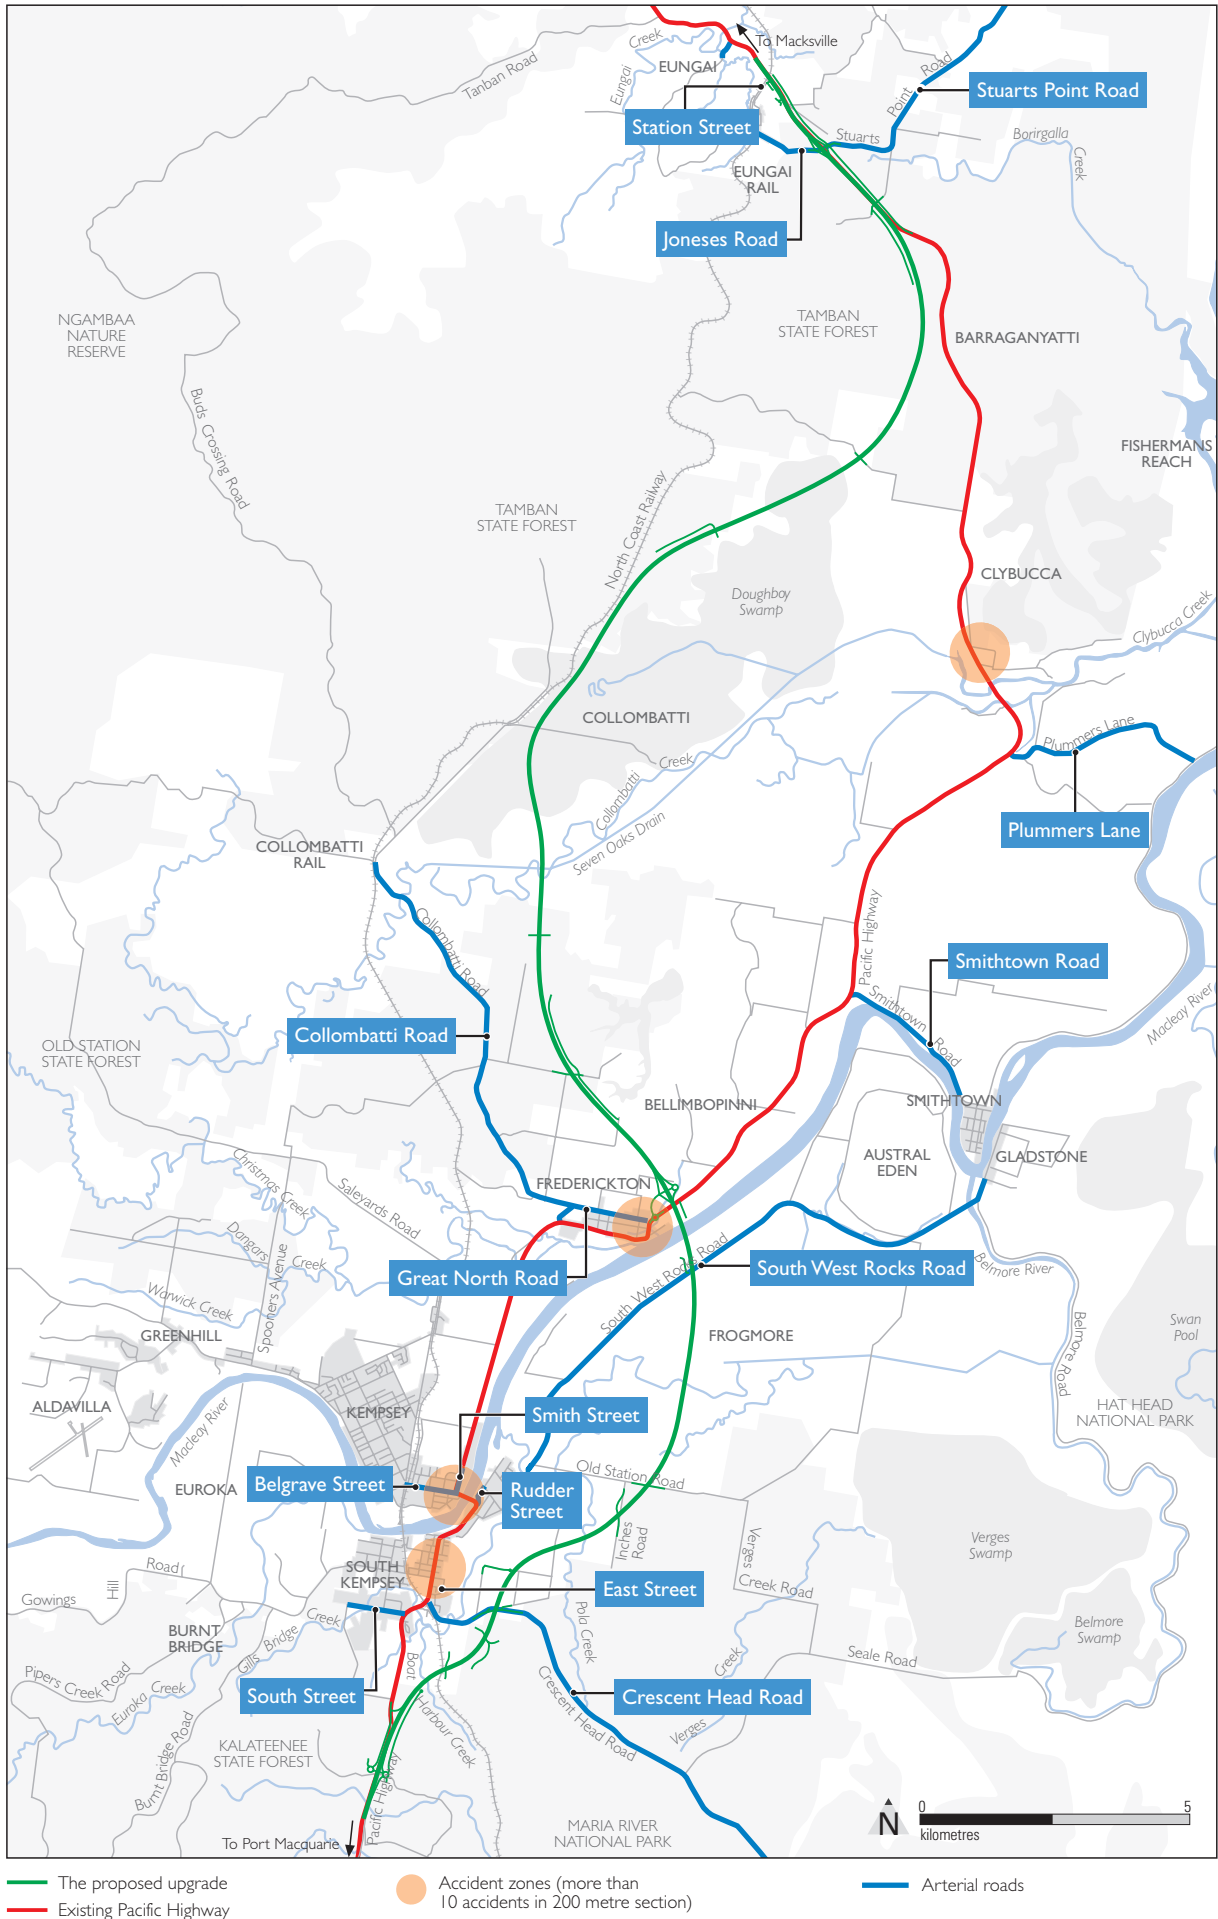 To Macksville
Creek
EUNGAI
Eungai
Tanban Road
Road
Point
Stuarts
Stuarts Point Road
Station Street
Borirgalla
Creek
EUNGAI
RAIL
Joneses Road
NGAMBAA
NATURE
RESERVE
TAMBAN
STATE FOREST
BARRAGANYATTI
Buds Crossing Road
FISHERMANS
REACH
TAMBAN
STATE FOREST
North Coast Railway
CLYBUCCA
Doughboy
Swamp
Clybucca Creek
COLLOMBATTI
Plummers Lane
Creek
Collombatti
Plummers Lane
Seven Oaks Drain
COLLOMBATTI
RAIL
Pacific Highway
Collombatti Road
Smithtown Road
Smithtown
Road
Macleay River
Collombatti Road
OLD STATION
STATE FOREST
BELLIMBOPINNI
SMITHTOWN
AUSTRAL
EDEN
GLADSTONE
Christmas Creek
Saleyards Road
FREDERICKTON
Dangars
Creek
Spooners Avenue
Great North Road
South West Rocks Road
South West Rocks Road
Belmore River
Warwick Creek
GREENHILL
FROGMORE
Belmore Road
Swan
Pool
ALDAVILLA
KEMPSEY
HAT HEAD
NATIONAL PARK
Macleay River
Smith Street
Belgrave Street
EUROKA
Rudder
Street
Old Station Road
Inches
Road
Verges
Creek Road
Verges
Swamp
SOUTH
KEMPSEY
Road
Hill
Gowings
East Street
Creek
BURNT
BRIDGE
Gills Bridge
Pola Creek
Belmore
Swamp
Seale Road
Pipers Creek Road
Euroka Creek
South Street
Boat
Harbour Creek
Crescent Head Road
Crescent Head Road
Creek
Verges
KALATEENEE
STATE FOREST
Burnt Bridge Road
Pacific Highway
MARIA RIVER
NATIONAL PARK
To Port Macquarie
N
0
5
kilometres
The proposed upgrade
Existing Pacific Highway
Accident zones (more than
10 accidents in 200 metre section)
Arterial roads